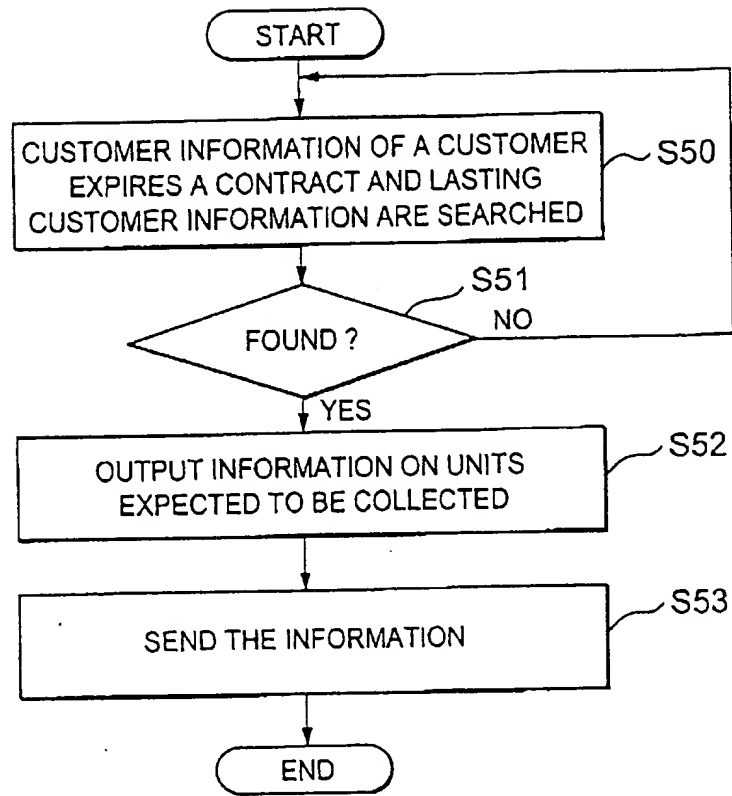 START
CUSTOMER INFORMATION OF A CUSTOMER
EXPIRES A CONTRACT AND LASTING
CUSTOMER INFORMATION ARE SEARCHED
S50
S51
FOUND ?
NO
YES
OUTPUT INFORMATION ON UNITS
EXPECTED TO BE COLLECTED
S52
SEND THE INFORMATION
S53
END